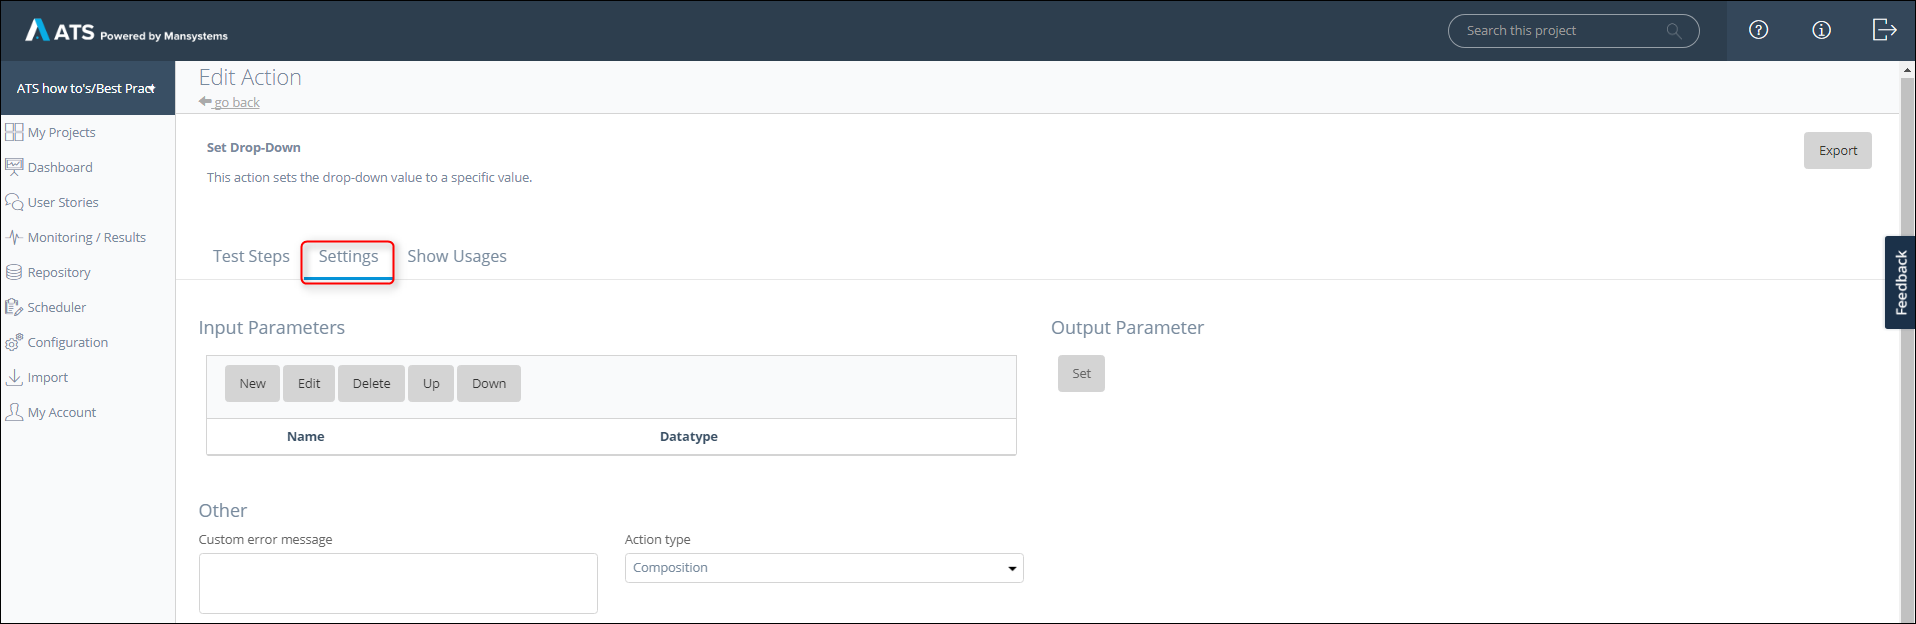 ATS Powered by Mansystems
Search this project
ATS how to's/Best Pract
Edit Action
go back
My Projects
Dashboard
User Stories
Monitoring / Results
Repository
Scheduler
Configuration
Import
My Account
Set Drop-Down
Export
This action sets the drop-down value to a specific value.
Test Steps Settings Show Usages
Feedback
Input Parameters
New Edit Delete Up Down
Name Datatype
Output Parameter
Set
Other
Custom error message
Action type
Composition